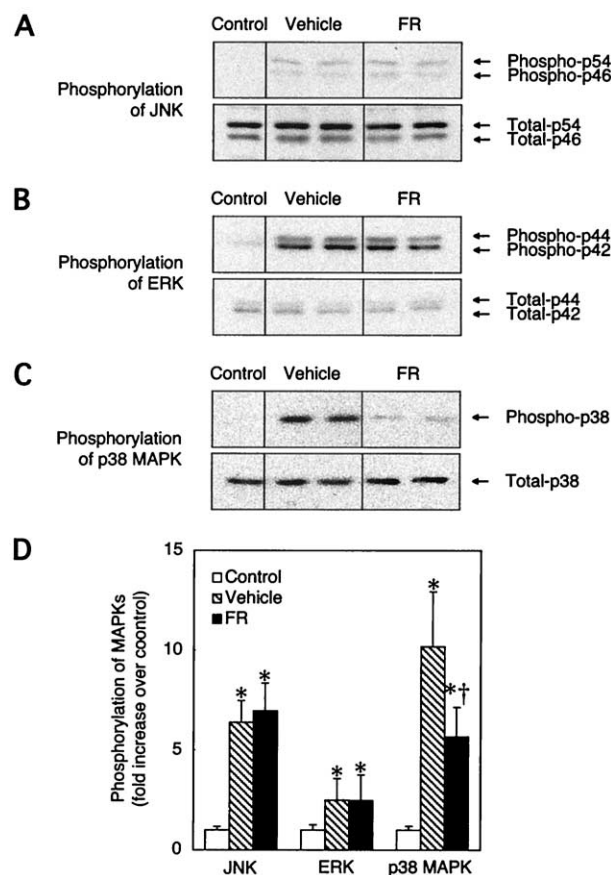 A
Control Vehicle FR
Phosphorylation
of JNK
← Phospho-p54
← Phospho-p46
← Total-p54
← Total-p46
B
Control Vehicle FR
Phosphorylation
of ERK
← Phospho-p44
← Phospho-p42
← Total-p44
← Total-p42
C
Control Vehicle FR
Phosphorylation
of p38 MAPK
← Phospho-p38
← Total-p38
D
Phosphorylation of MAPKs
(fold increase over coontrol)
15
10
5
0
Control
Vehicle
FR
* *
* *
*
*†
JNK ERK p38 MAPK